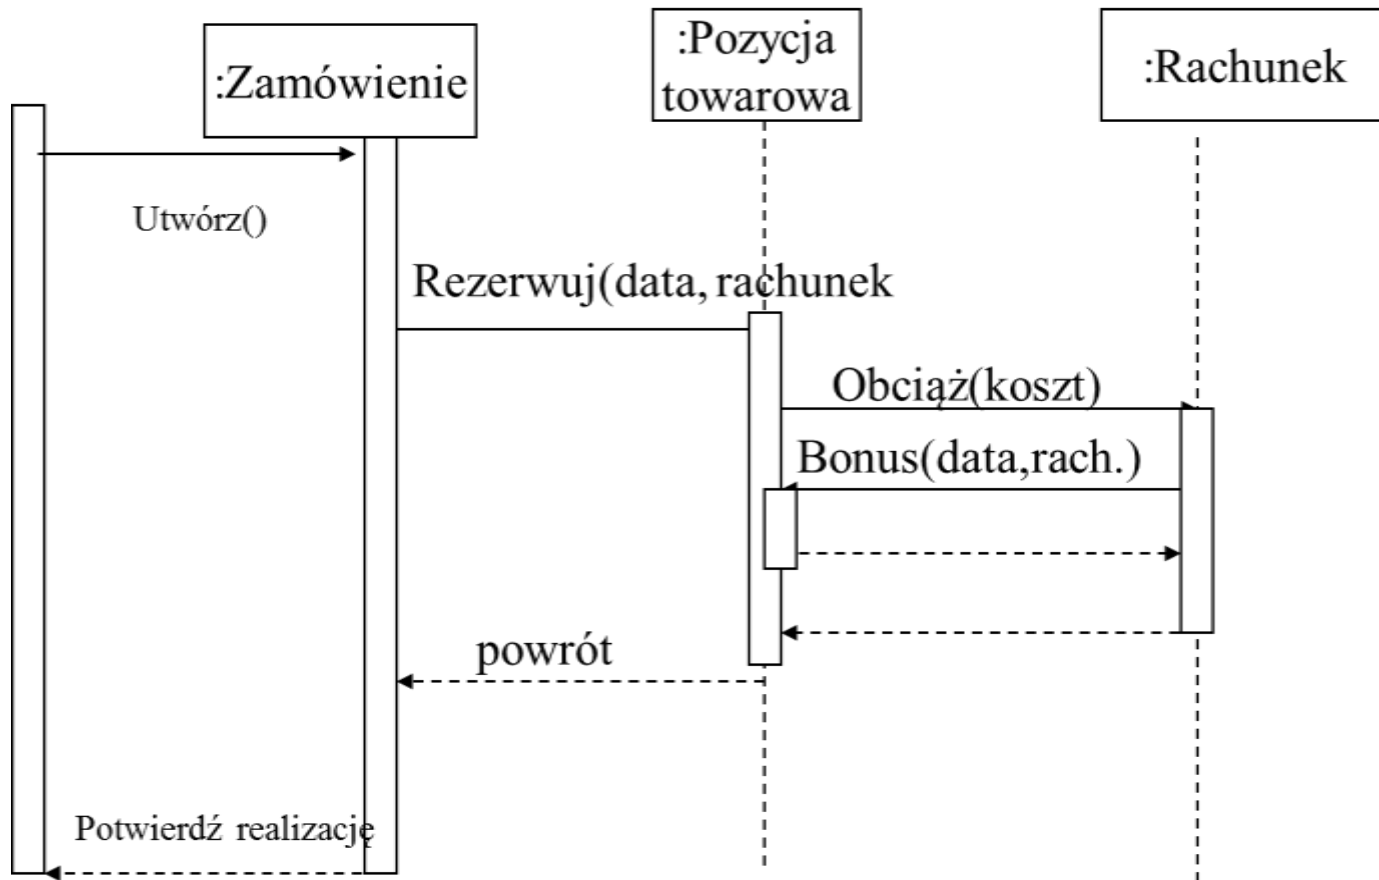 :Zamówienie
:Pozycja
towarowa
:Rachunek
Utwórz()
Rezerwuj(data, rachunek
Obciąż(koszt)
Bonus(data,rach.)
powrót
Potwierdź realizację